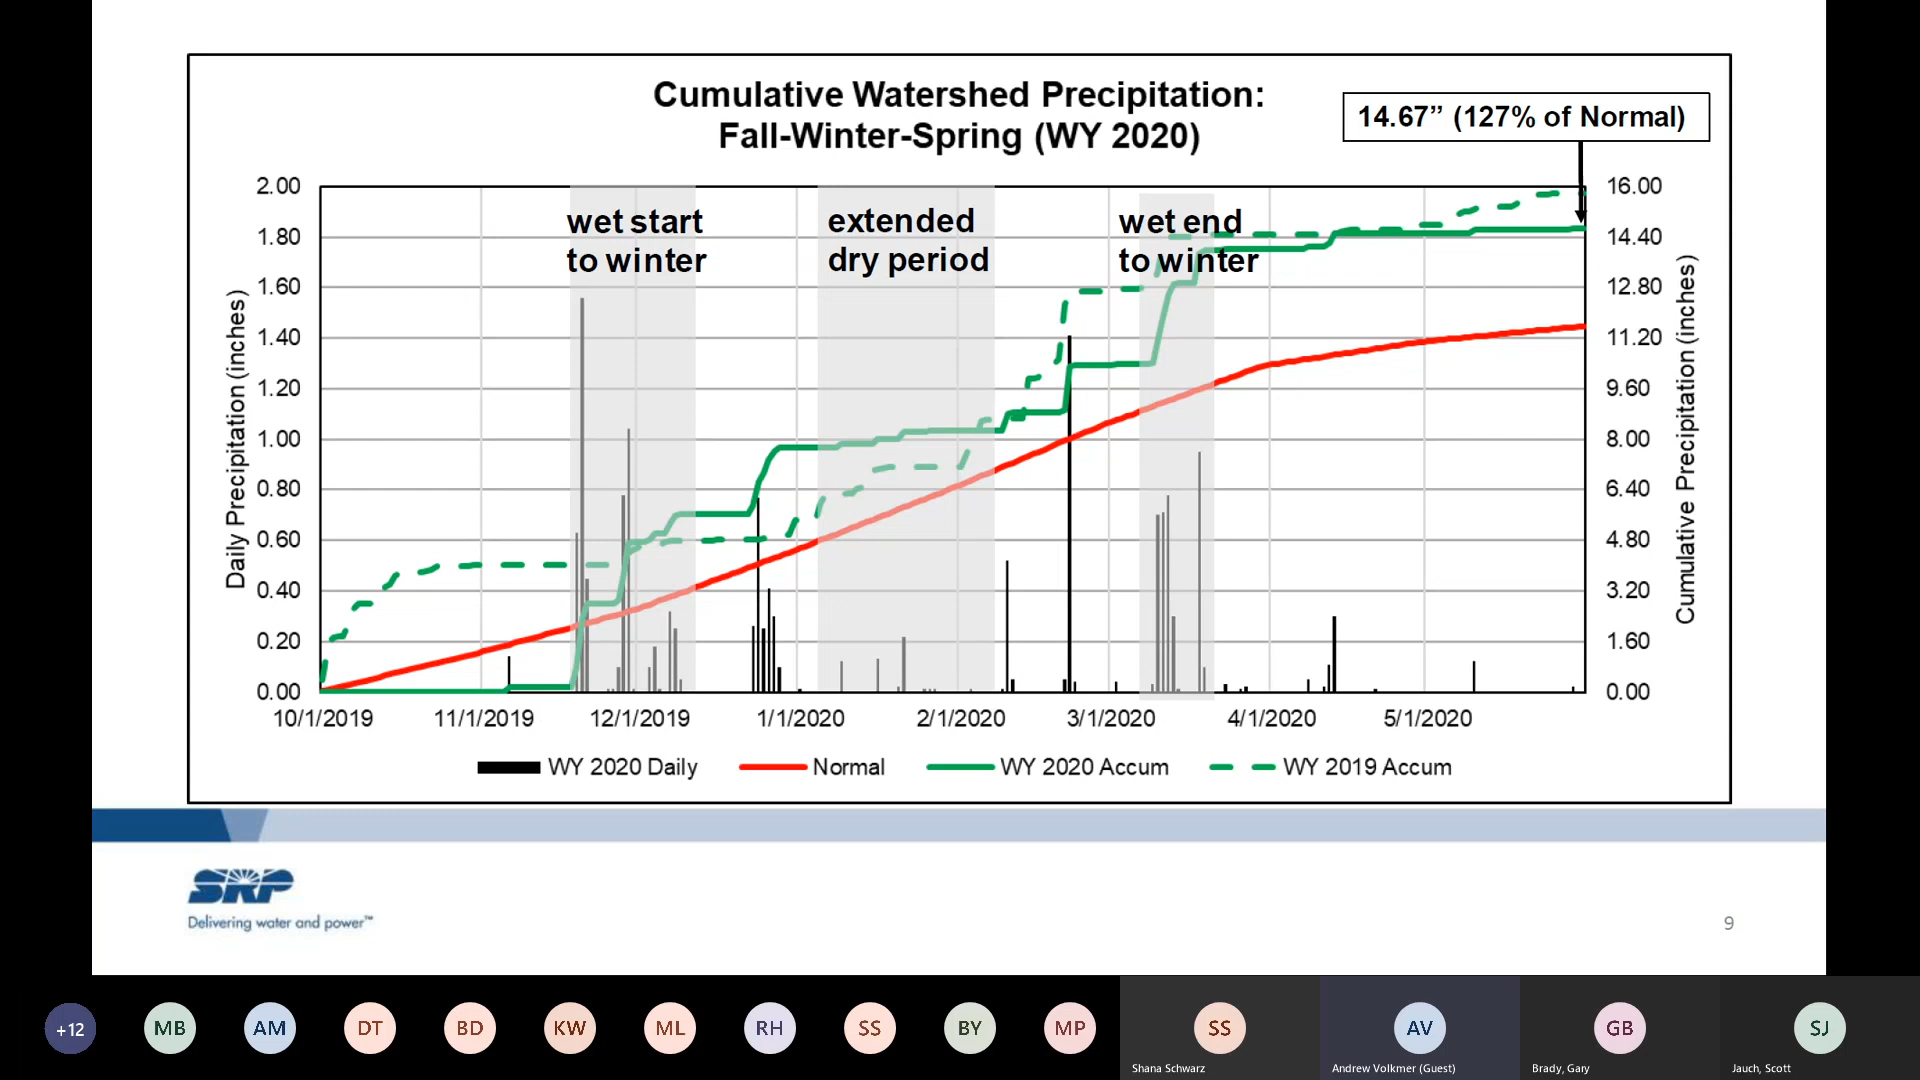 Cumulative Watershed Precipitation:
Fall-Winter-Spring (WY 2020)
14.67” (127% of Normal)
wet start
to winter
extended
dry period
wet end
to winter
Daily Precipitation (inches)
2.00
1.80
1.60
1.40
1.20
1.00
0.80
0.60
0.40
0.20
0.00
16.00
14.40
12.80
11.20
9.60
8.00
6.40
4.80
3.20
1.60
0.00
Cumulative Precipitation (inches)
10/1/2019 11/1/2019 12/1/2019 1/1/2020 2/1/2020 3/1/2020 4/1/2020 5/1/2020
WY 2020 Daily Normal WY 2020 Accum WY 2019 Accum
SRP
Delivering water and power™
9
+12 MB AM DT BD KW ML RH SS BY MP SS AV GB SJ
Shana Schwarz Andrew Volkmer (Guest) Brady, Gary Jauch, Scott